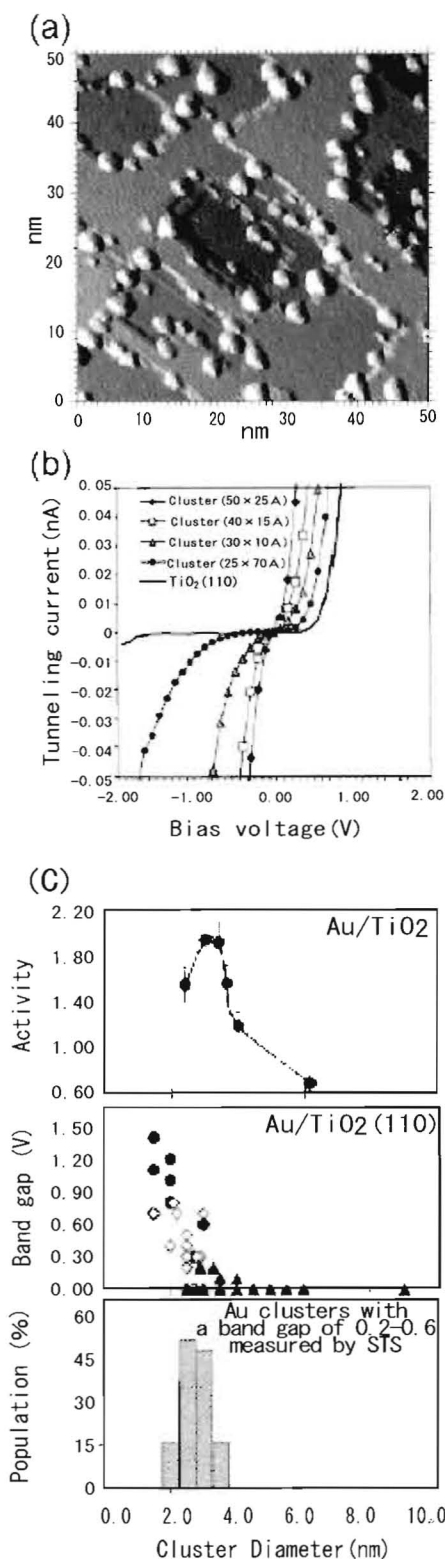 (a)
50
40
30
20
10
0
nm
0 10 20 30 40 50
nm
(b)
0.05
0.04
0.03
0.02
0.01
0
-0.01
-0.02
-0.03
-0.04
-0.05
Tunneling current(nA)
Cluster(50×25A)
Cluster(40×15A)
Cluster(30×10A)
Cluster(25×70A)
TiO2(110)
-2.00 -1.00 0.00 1.00 2.00
Bias voltage(V)
(C)
2.20
1.80
1.40
1.00
0.60
Activity
Au/TiO2
1.50
1.20
0.90
0.60
0.30
0.00
Band gap (V)
Au/TiO2(110)
60
45
30
15
0
Population (%)
Au clusters with
a band gap of 0.2-0.6
measured by STS
0.0 2.0 4.0 6.0 8.0 10.0
Cluster Diameter(nm)